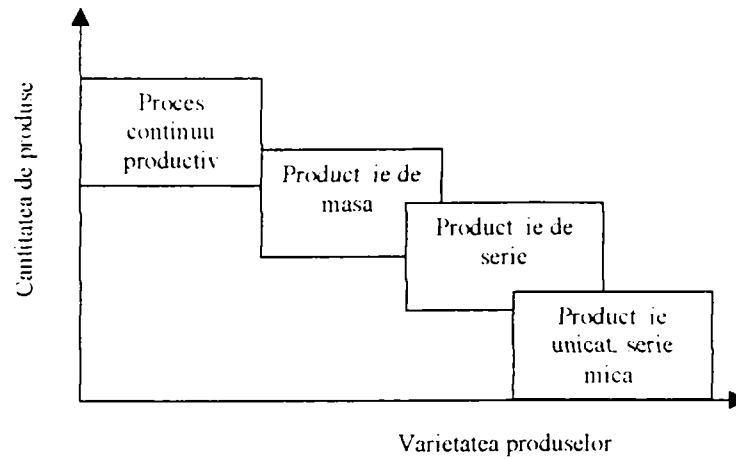 Cantitatea de produse
Proces
continuu
productiv
Product ie de
masa
Product ie de
serie
Product ie
unicat. serie
mica
Varietatea produselor